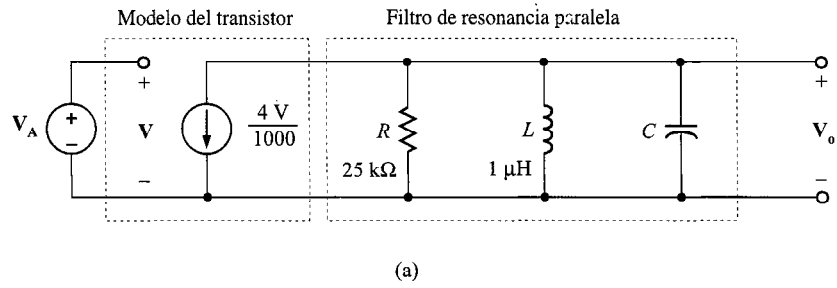 Modelo del transistor
Filtro de resonancia paralela
+
+
V_A
+
−
V
4 V
1000
R
25 kΩ
L
1 μH
C
V_o
−
−
(a)